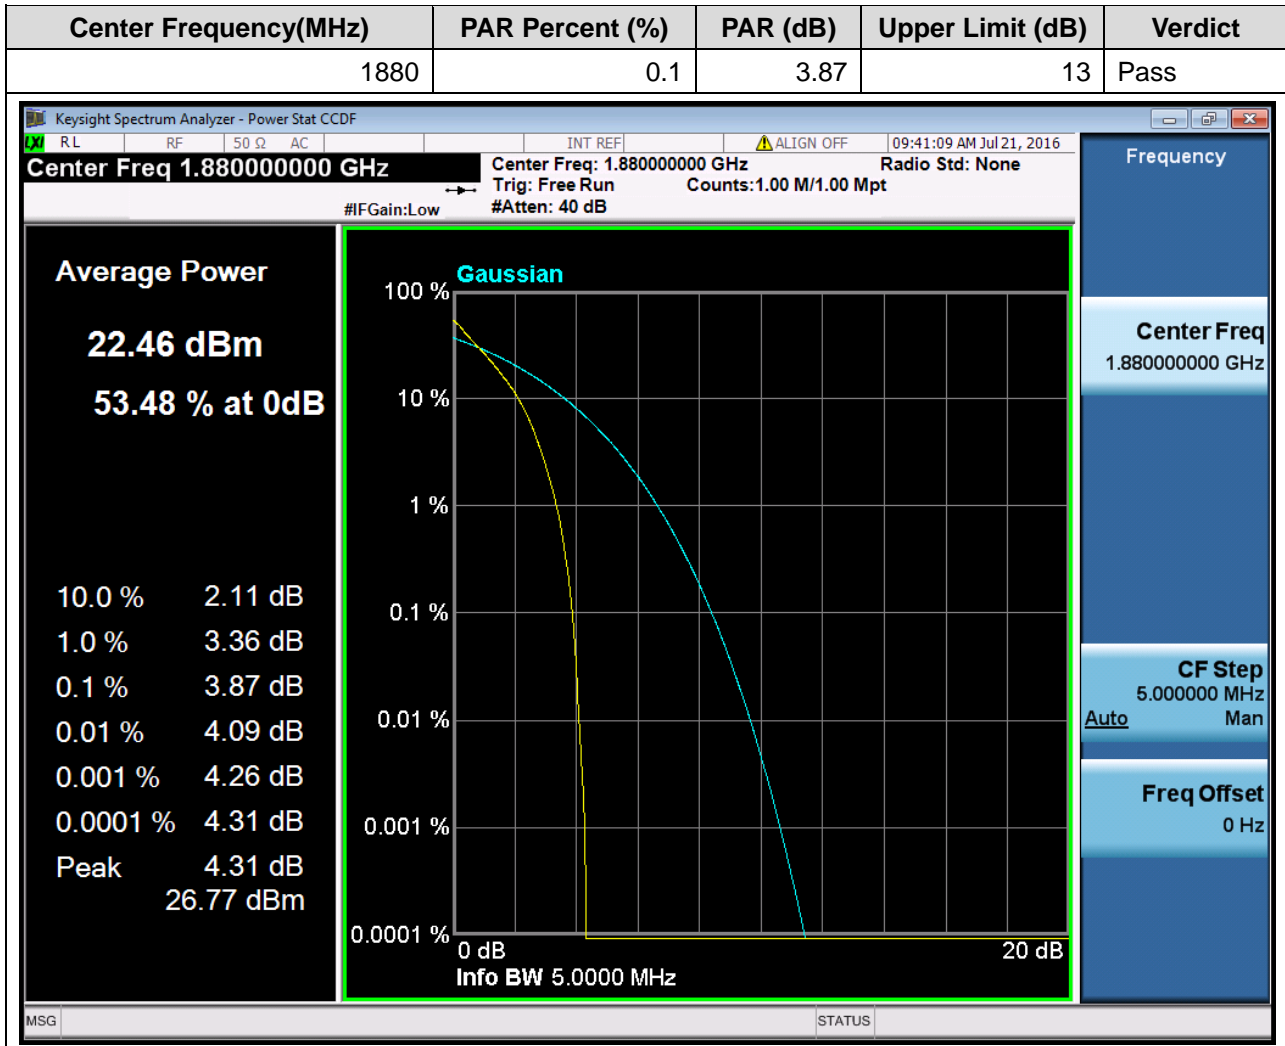 Center Frequency(MHz) PAR Percent (%) PAR (dB) Upper Limit (dB) Verdict
1880 0.1 3.87 13 Pass
Keysight Spectrum Analyzer - Power Stat CCDF
LXI RL RF 50 Ω AC INT REF ALIGN OFF 09:41:09 AM Jul 21, 2016
Center Freq 1.880000000 GHz
Center Freq: 1.880000000 GHz Radio Std: None
Trig: Free Run Counts:1.00 M/1.00 Mpt
#IFGain:Low #Atten: 40 dB
Average Power
22.46 dBm
53.48 % at 0dB
10.0 % 2.11 dB
1.0 % 3.36 dB
0.1 % 3.87 dB
0.01 % 4.09 dB
0.001 % 4.26 dB
0.0001 % 4.31 dB
Peak 4.31 dB
26.77 dBm
Gaussian
100 %
10 %
1 %
0.1 %
0.01 %
0.001 %
0.0001 %
0 dB 20 dB
Info BW 5.0000 MHz
Frequency
Center Freq
1.880000000 GHz
CF Step
5.000000 MHz
Auto Man
Freq Offset
0 Hz
MSG STATUS